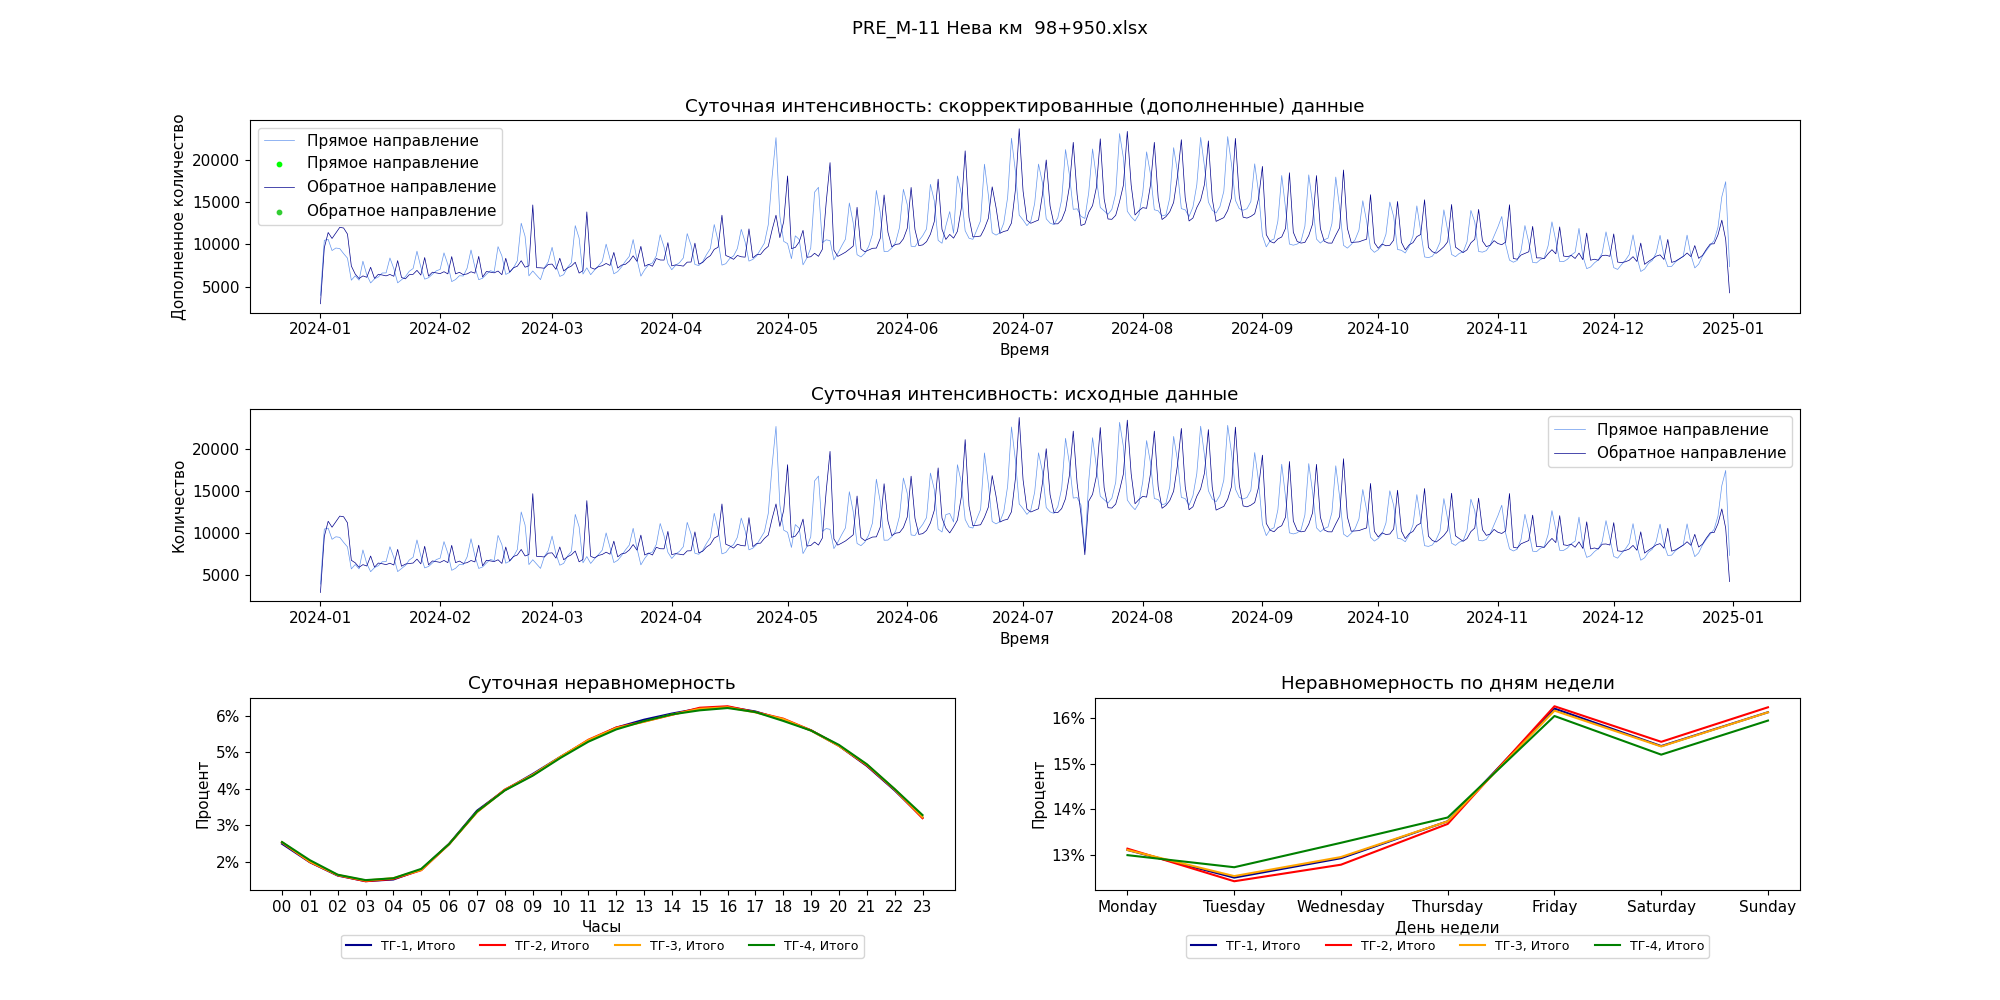 PRE_М-11 Нева км  98+950.xlsx
Суточная интенсивность: скорректированные (дополненные) данные
Дополненное количество
Прямое направление
Прямое направление
Обратное направление
Обратное направление
20000
15000
10000
5000
2024-01 2024-02 2024-03 2024-04 2024-05 2024-06 2024-07 2024-08 2024-09 2024-10 2024-11 2024-12 2025-01
Время
Суточная интенсивность: исходные данные
Количество
Прямое направление
Обратное направление
20000
15000
10000
5000
2024-01 2024-02 2024-03 2024-04 2024-05 2024-06 2024-07 2024-08 2024-09 2024-10 2024-11 2024-12 2025-01
Время
Суточная неравномерность
Процент
6%
5%
4%
3%
2%
00 01 02 03 04 05 06 07 08 09 10 11 12 13 14 15 16 17 18 19 20 21 22 23
Часы
ТГ-1, Итого ТГ-2, Итого ТГ-3, Итого ТГ-4, Итого
Неравномерность по дням недели
Процент
16%
15%
14%
13%
Monday Tuesday Wednesday Thursday Friday Saturday Sunday
День недели
ТГ-1, Итого ТГ-2, Итого ТГ-3, Итого ТГ-4, Итого